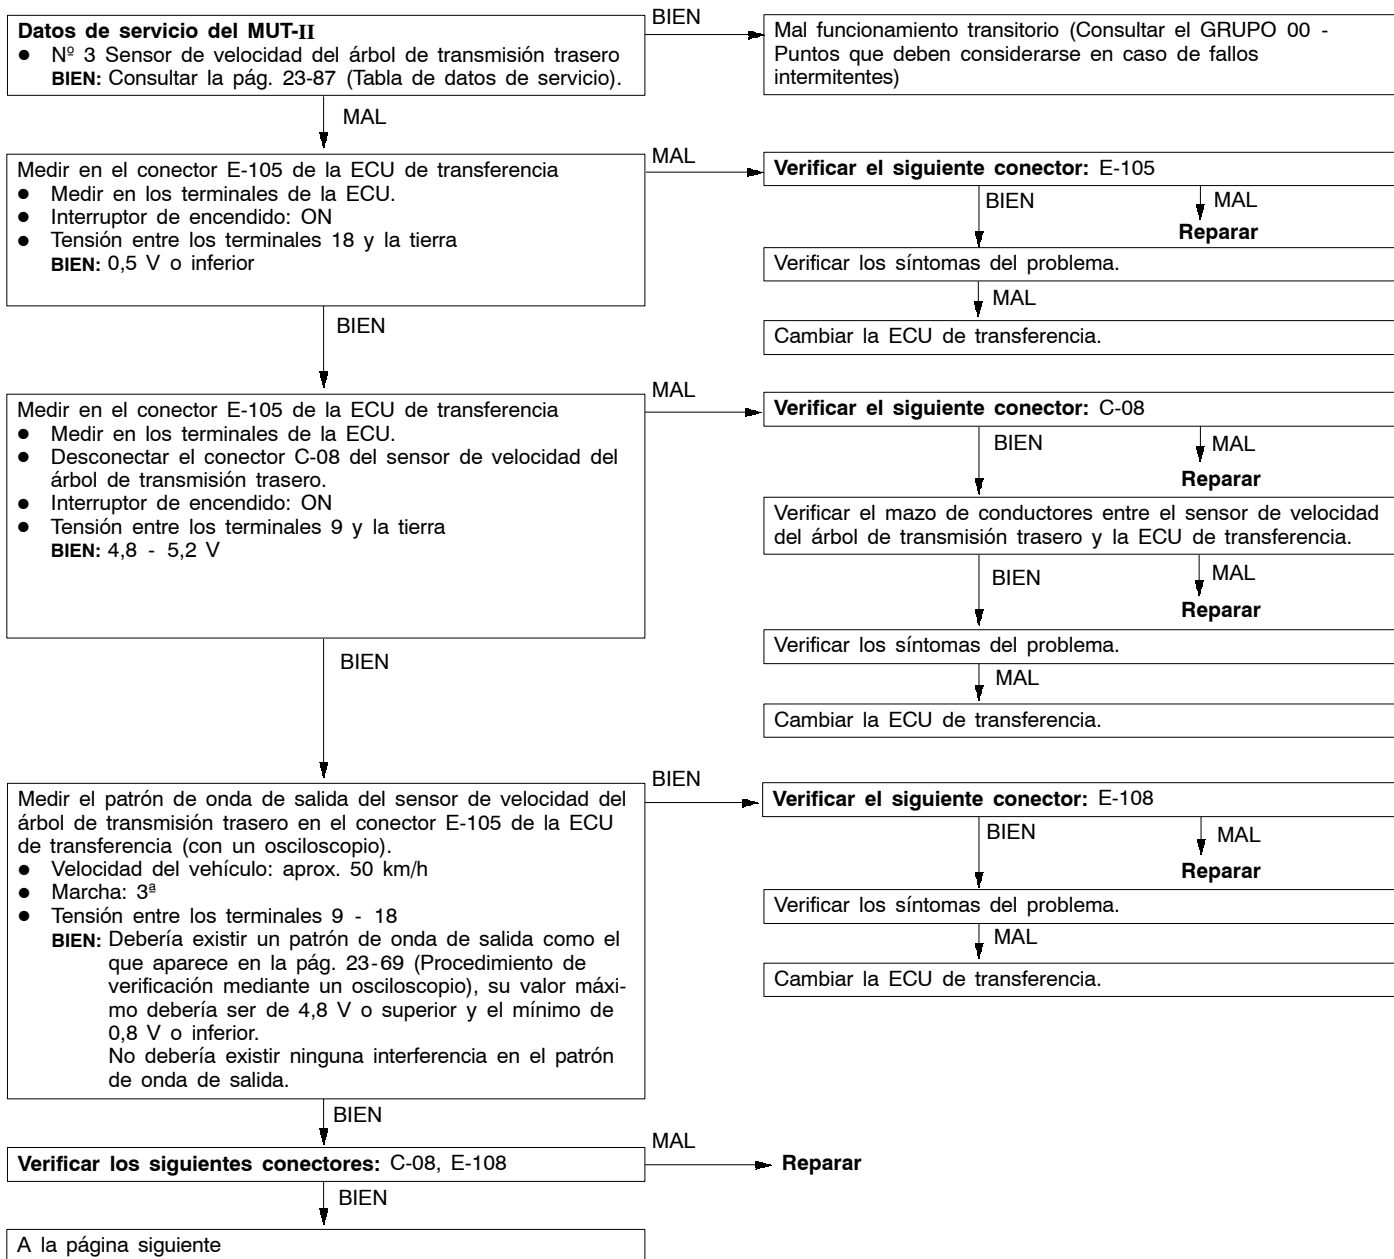 Datos de servicio del MUT-II
● Nº 3 Sensor de velocidad del árbol de transmisión trasero
BIEN: Consultar la pág. 23-87 (Tabla de datos de servicio).
BIEN
Mal funcionamiento transitorio (Consultar el GRUPO 00 -
Puntos que deben considerarse en caso de fallos
intermitentes)
MAL
Medir en el conector E-105 de la ECU de transferencia
● Medir en los terminales de la ECU.
● Interruptor de encendido: ON
● Tensión entre los terminales 18 y la tierra
BIEN: 0,5 V o inferior
MAL
Verificar el siguiente conector: E-105
BIEN
MAL
Reparar
Verificar los síntomas del problema.
MAL
Cambiar la ECU de transferencia.
BIEN
Medir en el conector E-105 de la ECU de transferencia
● Medir en los terminales de la ECU.
● Desconectar el conector C-08 del sensor de velocidad del
árbol de transmisión trasero.
● Interruptor de encendido: ON
● Tensión entre los terminales 9 y la tierra
BIEN: 4,8 - 5,2 V
MAL
Verificar el siguiente conector: C-08
BIEN
MAL
Reparar
Verificar el mazo de conductores entre el sensor de velocidad
del árbol de transmisión trasero y la ECU de transferencia.
BIEN
MAL
Reparar
Verificar los síntomas del problema.
MAL
Cambiar la ECU de transferencia.
BIEN
Medir el patrón de onda de salida del sensor de velocidad del
árbol de transmisión trasero en el conector E-105 de la ECU
de transferencia (con un osciloscopio).
● Velocidad del vehículo: aprox. 50 km/h
● Marcha: 3ª
● Tensión entre los terminales 9 - 18
BIEN: Debería existir un patrón de onda de salida como el
que aparece en la pág. 23-69 (Procedimiento de
verificación mediante un osciloscopio), su valor máxi-
mo debería ser de 4,8 V o superior y el mínimo de
0,8 V o inferior.
No debería existir ninguna interferencia en el patrón
de onda de salida.
BIEN
Verificar el siguiente conector: E-108
BIEN
MAL
Reparar
Verificar los síntomas del problema.
MAL
Cambiar la ECU de transferencia.
BIEN
Verificar los siguientes conectores: C-08, E-108
MAL
Reparar
BIEN
A la página siguiente